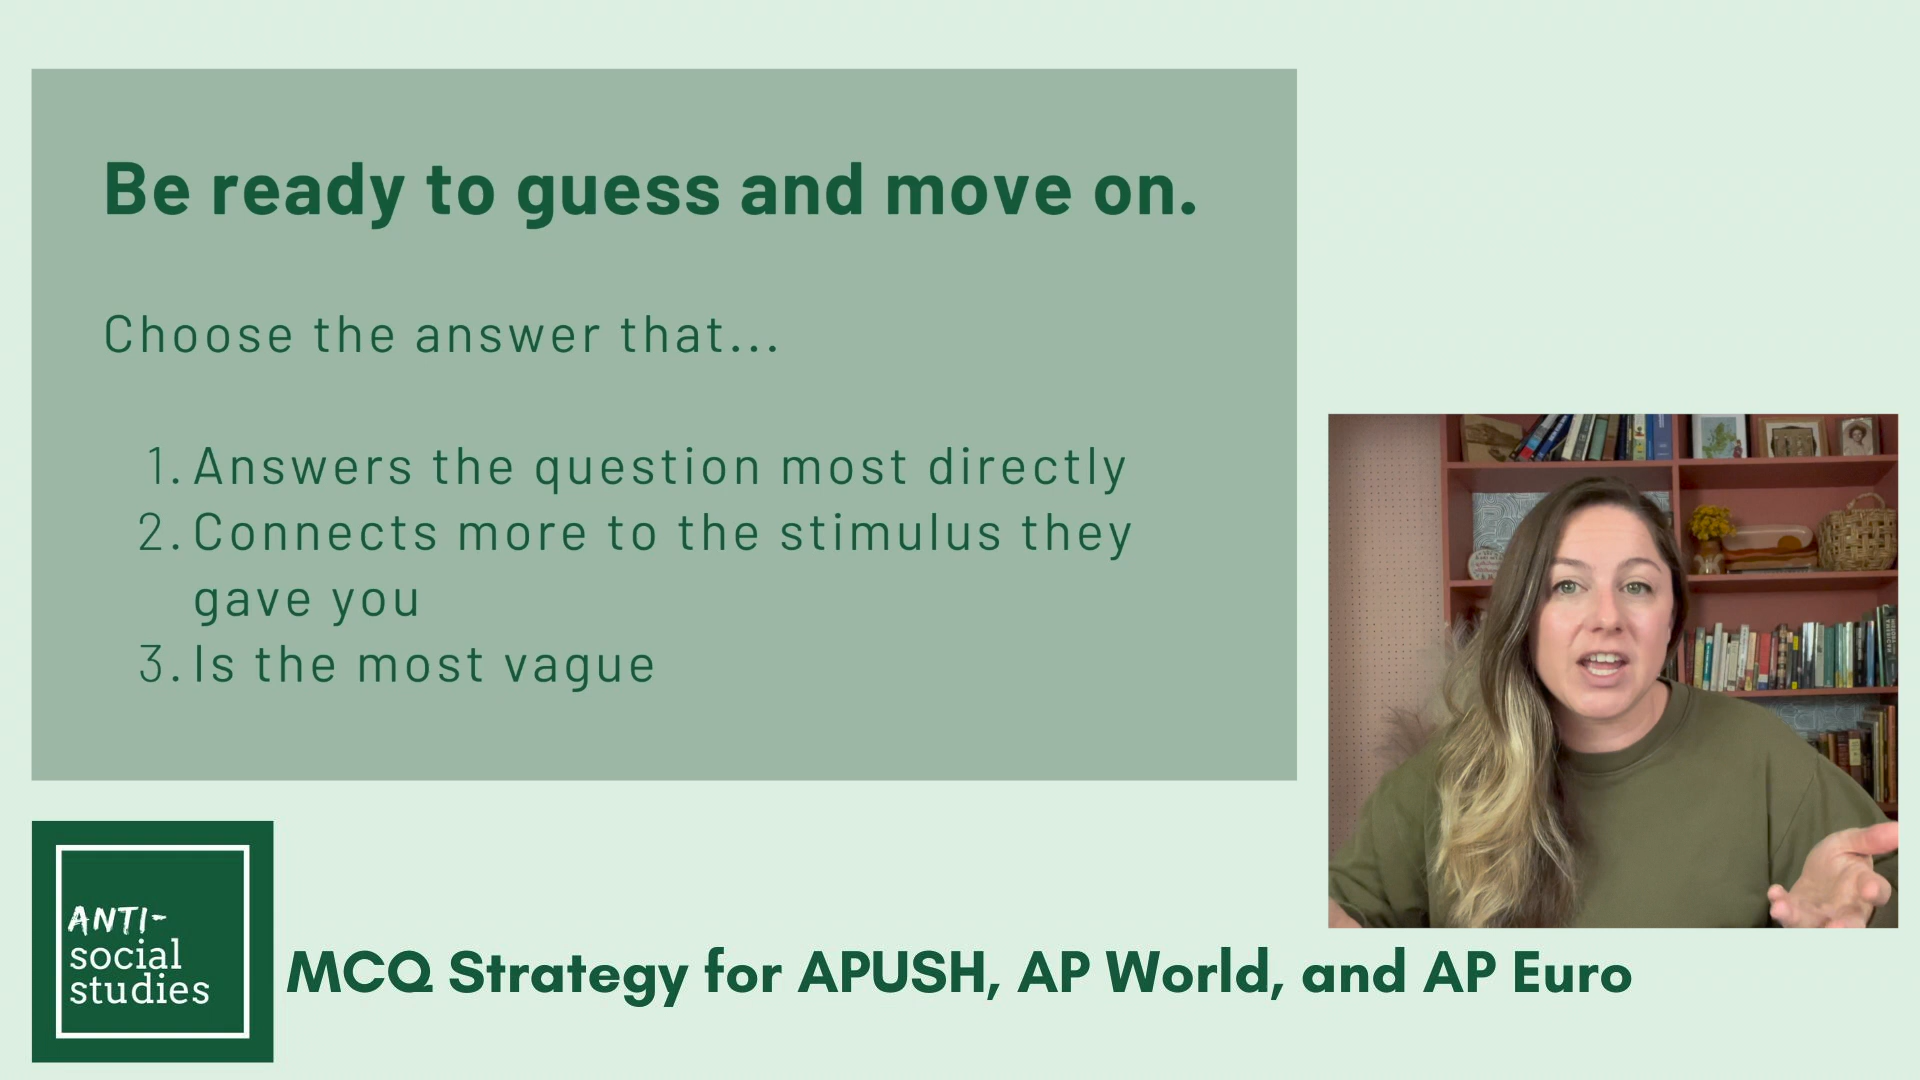 Be ready to guess and move on.
Choose the answer that...
1. Answers the question most directly
2. Connects more to the stimulus they
gave you
3. Is the most vague
ANTI-
social
studies
MCQ Strategy for APUSH, AP World, and AP Euro